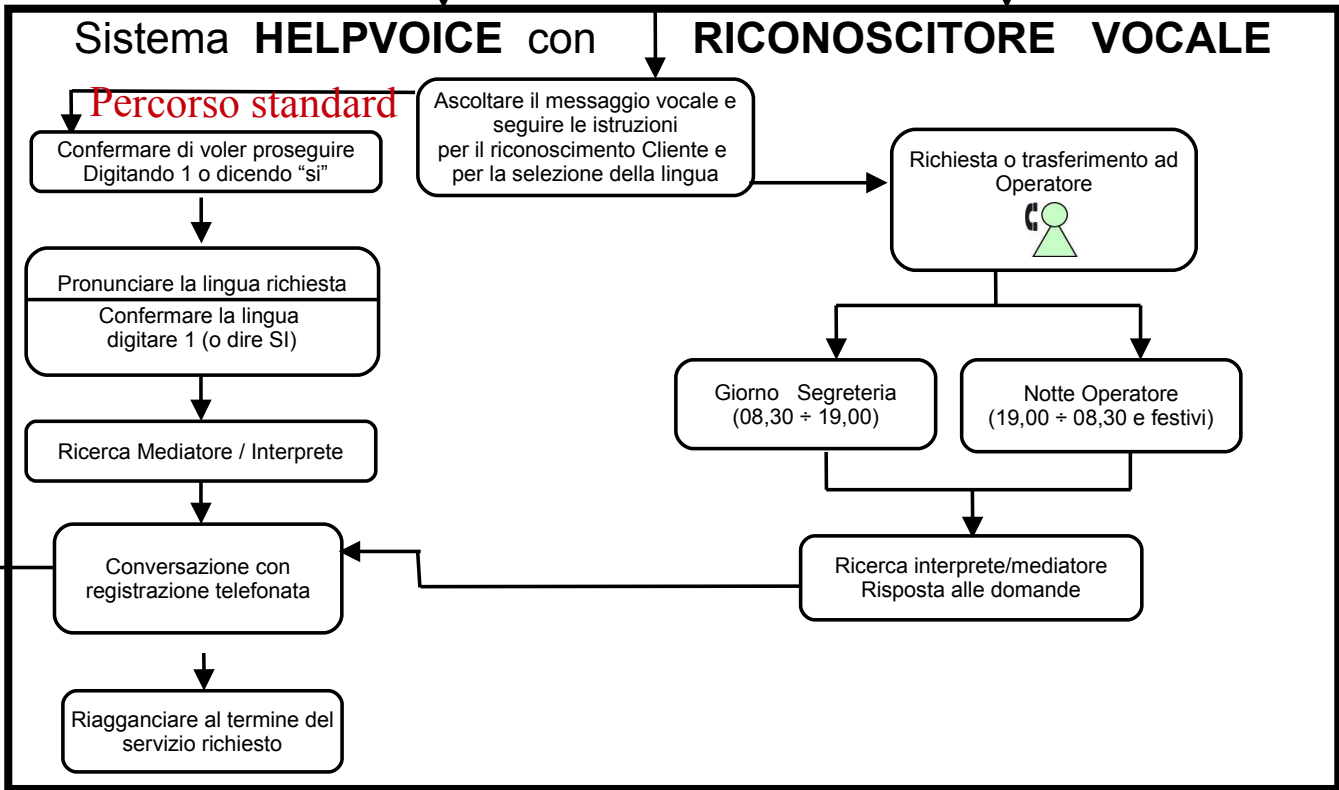 Sistema HELPVOICE con RICONOSCITORE VOCALE
Percorso standard
Ascoltare il messaggio vocale e
seguire le istruzioni
per il riconoscimento Cliente e
per la selezione della lingua
Confermare di voler proseguire
Digitando 1 o dicendo “si”
Pronunciare la lingua richiesta
Confermare la lingua
digitare 1 (o dire SI)
Ricerca Mediatore / Interprete
Conversazione con
registrazione telefonata
Riagganciare al termine del
servizio richiesto
Richiesta o trasferimento ad
Operatore
Giorno Segreteria
(08,30 ÷ 19,00)
Notte Operatore
(19,00 ÷ 08,30 e festivi)
Ricerca interprete/mediatore
Risposta alle domande